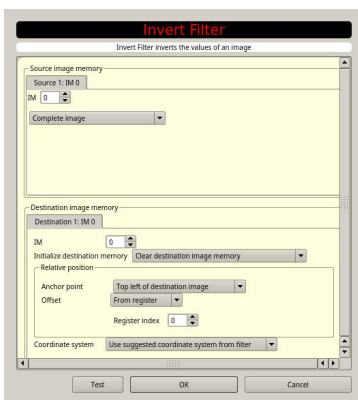 Invert Filter
Invert Filter inverts the values of an image
Source image memory
Source 1: IM 0
IM 0
Complete image
Destination image memory
Destination 1: IM 0
IM 0
Initialize destination memory Clear destination image memory
Relative position
Anchor point Top left of destination image
Offset From register
Register index 0
Coordinate system Use suggested coordinate system from filter
Test OK Cancel